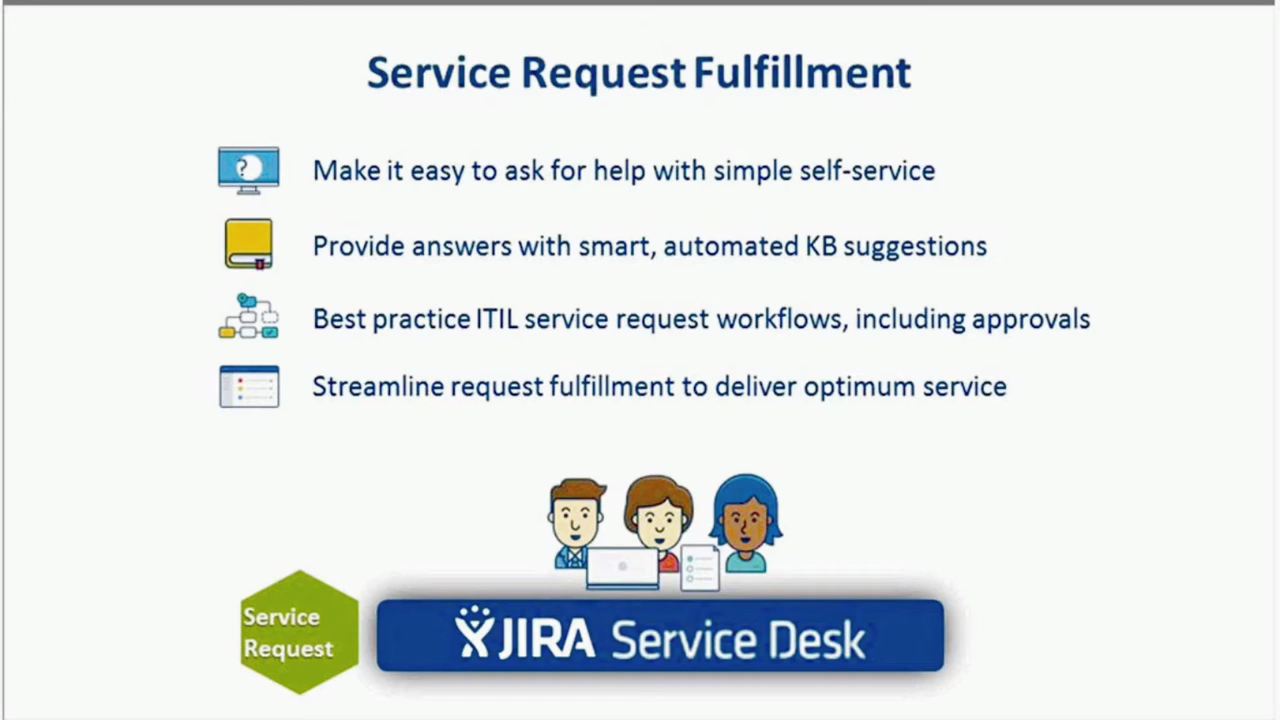 Service Request Fulfillment
?
Make it easy to ask for help with simple self-service
Provide answers with smart, automated KB suggestions
Best practice ITIL service request workflows, including approvals
Streamline request fulfillment to deliver optimum service
Service
Request
JIRA Service Desk